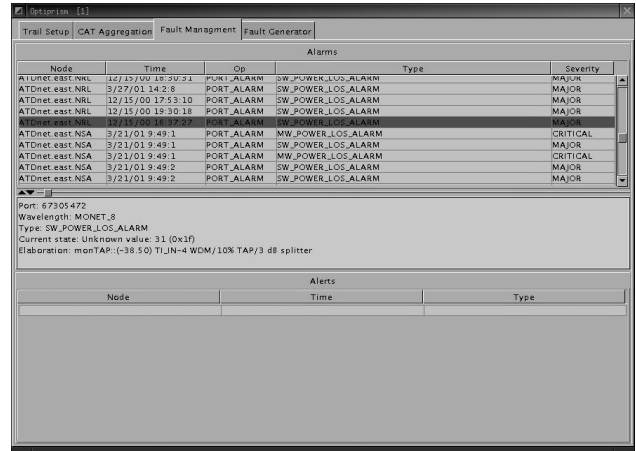 Optiprism [1]
Trail Setup CAT Aggregation Fault Managment Fault Generator
Alarms
Node Time Op Type Severity
ATDnet.east.NRL 12/15/00 18:30:31 PORT_ALARM SW_POWER_LOS_ALARM MAJOR
ATDnet.east.NRL 3/27/01 14:2:8 PORT_ALARM SW_POWER_LOS_ALARM MAJOR
ATDnet.east.NRL 12/15/00 17:53:10 PORT_ALARM SW_POWER_LOS_ALARM MAJOR
ATDnet.east.NRL 12/15/00 19:30:18 PORT_ALARM SW_POWER_LOS_ALARM MAJOR
ATDnet.east.NRL 12/15/00 16:37:27 PORT_ALARM SW_POWER_LOS_ALARM MAJOR
ATDnet.east.NSA 3/21/01 9:49:1 PORT_ALARM MW_POWER_LOS_ALARM CRITICAL
ATDnet.east.NSA 3/21/01 9:49:1 PORT_ALARM SW_POWER_LOS_ALARM MAJOR
ATDnet.east.NSA 3/21/01 9:49:1 PORT_ALARM MW_POWER_LOS_ALARM CRITICAL
ATDnet.east.NSA 3/21/01 9:49:2 PORT_ALARM SW_POWER_LOS_ALARM MAJOR
ATDnet.east.NSA 3/21/01 9:49:2 PORT_ALARM SW_POWER_LOS_ALARM MAJOR
Port: 67305472
Wavelength: MONET_8
Type: SW_POWER_LOS_ALARM
Current state: Unknown value: 31 (0x1f)
Elaboration: monTAP::(-38.50) TI_IN-4 WDM/10% TAP/3 dB splitter
Alerts
Node Time Type